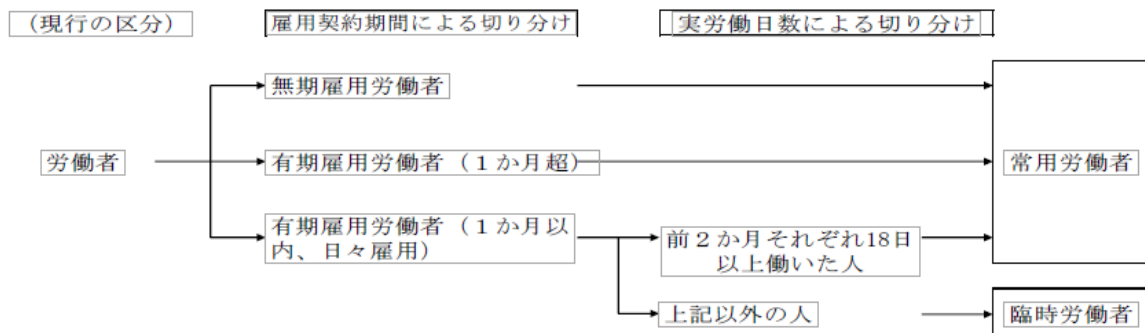 （現行の区分）
雇用契約期間による切り分け
実労働日数による切り分け
無期雇用労働者
労働者
有期雇用労働者（１か月超）
常用労働者
有期雇用労働者（１か月以
内、日々雇用）
前２か月それぞれ18日
以上働いた人
上記以外の人
臨時労働者